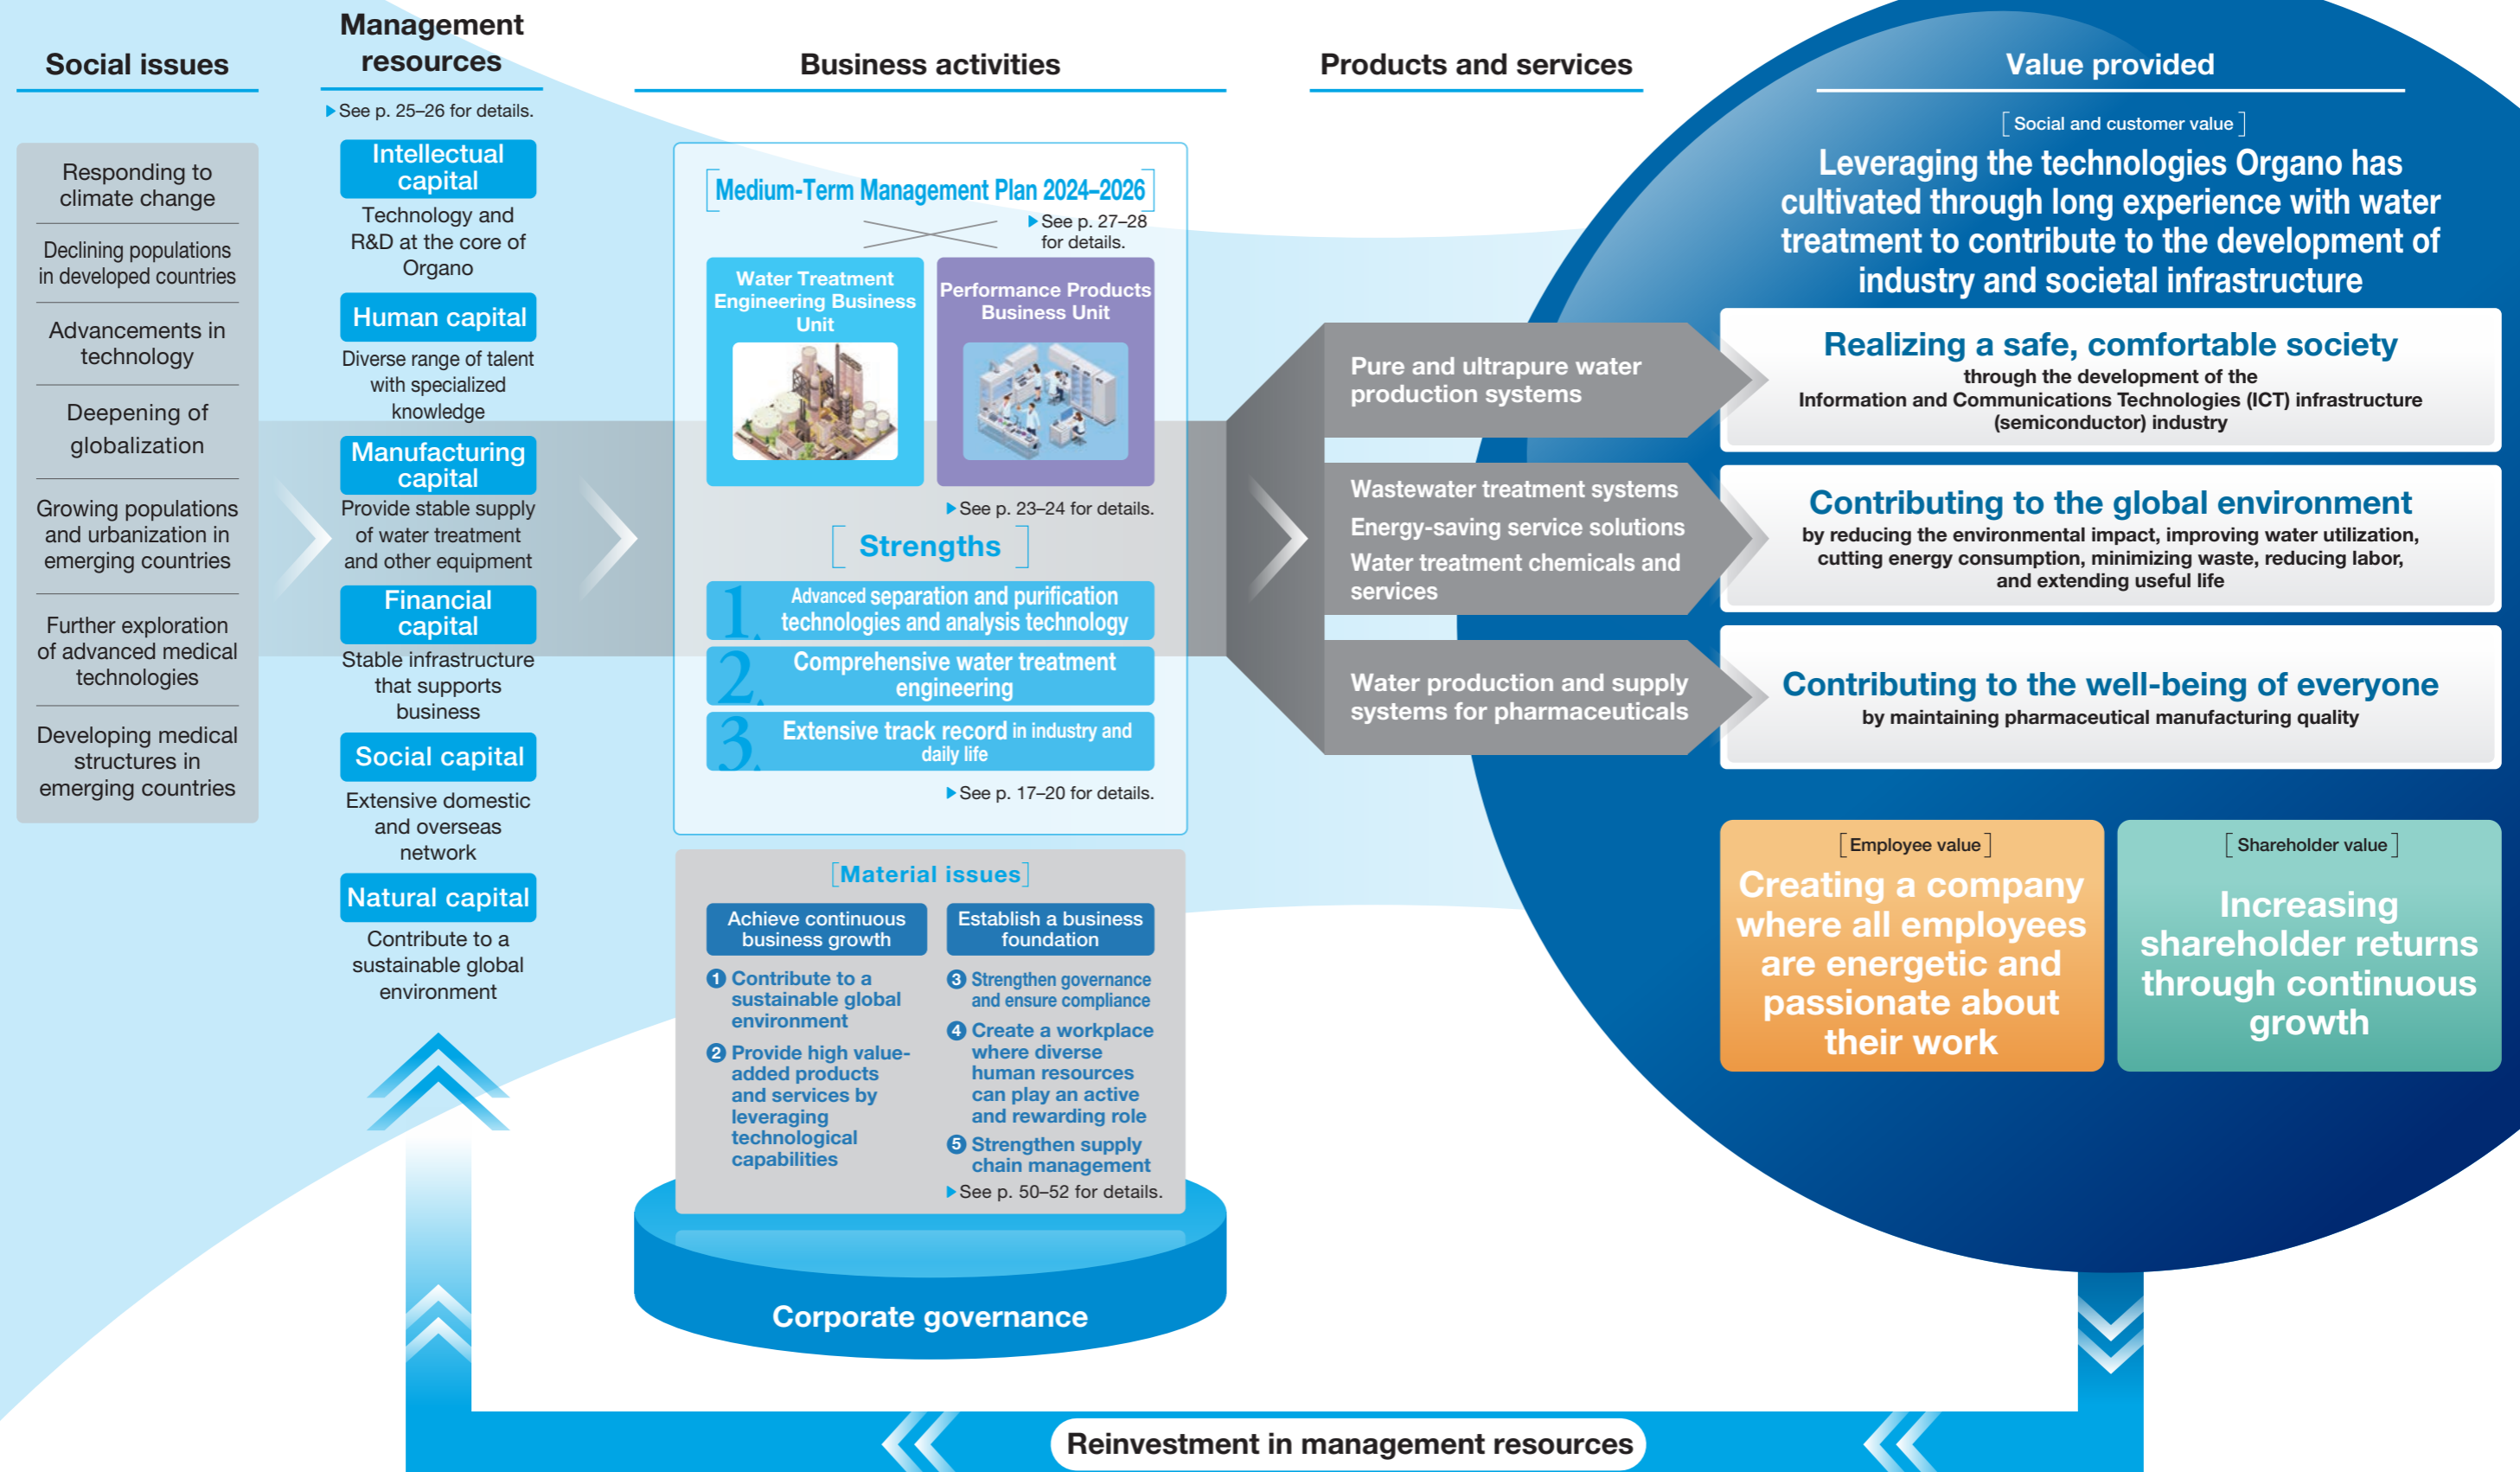 Social issues
Responding to
climate change
Declining populations
in developed countries
Advancements in
technology
Deepening of
globalization
Growing populations
and urbanization in
emerging countries
Further exploration
of advanced medical
technologies
Developing medical
structures in
emerging countries
Management
resources
See p. 25–26 for details.
Intellectual
capital
Technology and
R&D at the core of
Organo
Human capital
Diverse range of talent
with specialized
knowledge
Manufacturing
capital
Provide stable supply
of water treatment
and other equipment
Financial
capital
Stable infrastructure
that supports
business
Social capital
Extensive domestic
and overseas
network
Natural capital
Contribute to a
sustainable global
environment
Business activities
Medium-Term Management Plan 2024–2026
See p. 27–28
for details.
Water Treatment
Engineering Business
Unit
Performance Products
Business Unit
See p. 23–24 for details.
Strengths
1. Advanced separation and purification
technologies and analysis technology
2. Comprehensive water treatment
engineering
3. Extensive track record in industry and
daily life
See p. 17–20 for details.
[Material issues]
Achieve continuous
business growth
1 Contribute to a
sustainable global
environment
2 Provide high value-
added products
and services by
leveraging
technological
capabilities
Establish a business
foundation
3 Strengthen governance
and ensure compliance
4 Create a workplace
where diverse
human resources
can play an active
and rewarding role
5 Strengthen supply
chain management
See p. 50–52 for details.
Corporate governance
Products and services
Pure and ultrapure water
production systems
Wastewater treatment systems
Energy-saving service solutions
Water treatment chemicals and
services
Water production and supply
systems for pharmaceuticals
Value provided
[Social and customer value]
Leveraging the technologies Organo has
cultivated through long experience with water
treatment to contribute to the development of
industry and societal infrastructure
Realizing a safe, comfortable society
through the development of the
Information and Communications Technologies (ICT) infrastructure
(semiconductor) industry
Contributing to the global environment
by reducing the environmental impact, improving water utilization,
cutting energy consumption, minimizing waste, reducing labor,
and extending useful life
Contributing to the well-being of everyone
by maintaining pharmaceutical manufacturing quality
[Employee value]
Creating a company
where all employees
are energetic and
passionate about
their work
[Shareholder value]
Increasing
shareholder returns
through continuous
growth
Reinvestment in management resources